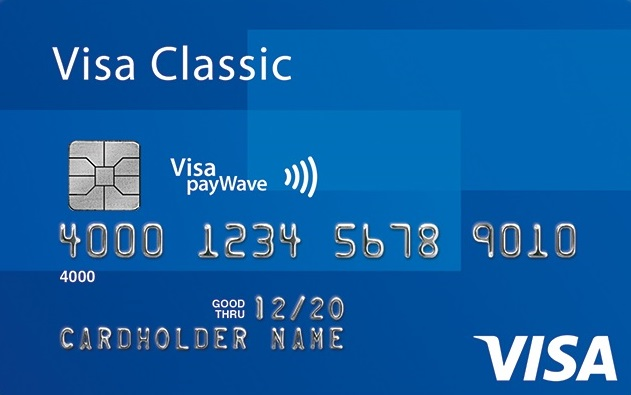 Visa Classic
Visa
payWave
4000 1234 5678 9010
4000
GOOD
THRU 12/20
CARDHOLDER NAME
VISA